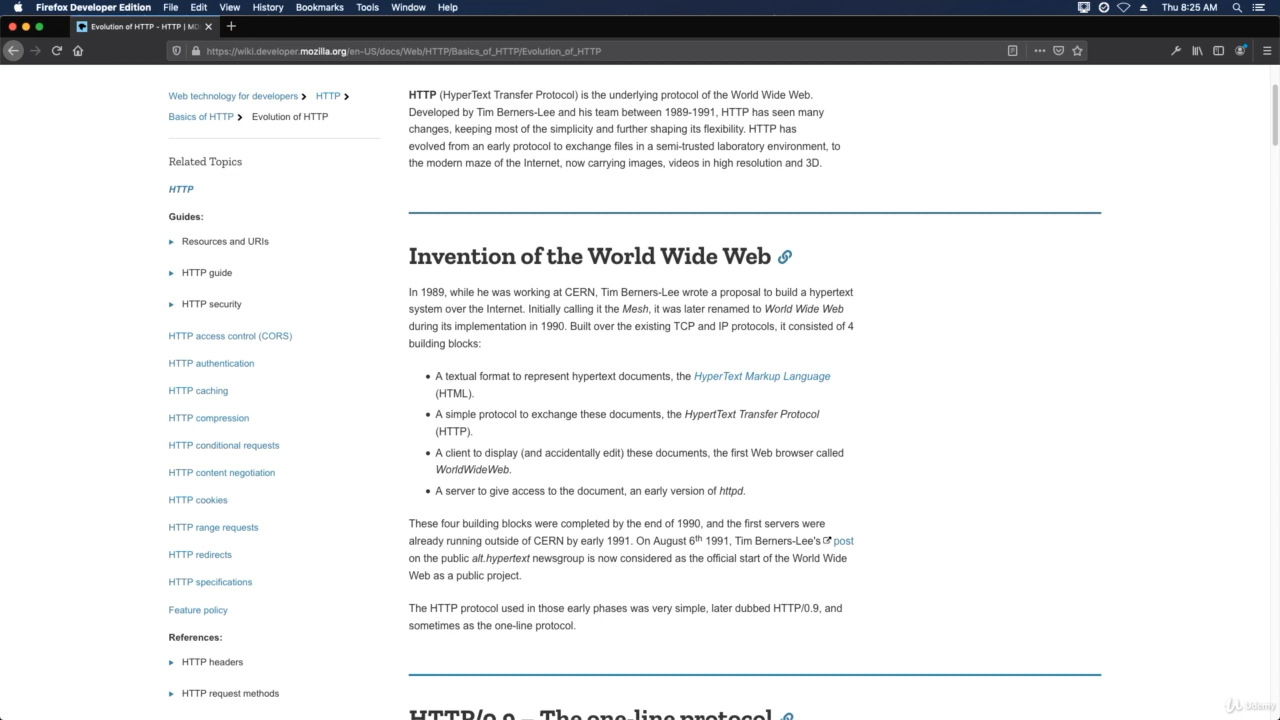 Firefox Developer Edition File Edit View History Bookmarks Tools Window Help Thu 8:25 AM
Evolution of HTTP - HTTP | MD
https://wiki.developer.mozilla.org/en-US/docs/Web/HTTP/Basics_of_HTTP/Evolution_of_HTTP
Web technology for developers HTTP
Basics of HTTP Evolution of HTTP
Related Topics
HTTP
Guides:
Resources and URIs
HTTP guide
HTTP security
HTTP access control (CORS)
HTTP authentication
HTTP caching
HTTP compression
HTTP conditional requests
HTTP content negotiation
HTTP cookies
HTTP range requests
HTTP redirects
HTTP specifications
Feature policy
References:
HTTP headers
HTTP request methods
HTTP (HyperText Transfer Protocol) is the underlying protocol of the World Wide Web.
Developed by Tim Berners-Lee and his team between 1989-1991, HTTP has seen many
changes, keeping most of the simplicity and further shaping its flexibility. HTTP has
evolved from an early protocol to exchange files in a semi-trusted laboratory environment, to
the modern maze of the Internet, now carrying images, videos in high resolution and 3D.
Invention of the World Wide Web
In 1989, while he was working at CERN, Tim Berners-Lee wrote a proposal to build a hypertext
system over the Internet. Initially calling it the Mesh, it was later renamed to World Wide Web
during its implementation in 1990. Built over the existing TCP and IP protocols, it consisted of 4
building blocks:
• A textual format to represent hypertext documents, the HyperText Markup Language
(HTML).
• A simple protocol to exchange these documents, the HypertText Transfer Protocol
(HTTP).
• A client to display (and accidentally edit) these documents, the first Web browser called
WorldWideWeb.
• A server to give access to the document, an early version of httpd.
These four building blocks were completed by the end of 1990, and the first servers were
already running outside of CERN by early 1991. On August 6th 1991, Tim Berners-Lee's post
on the public alt.hypertext newsgroup is now considered as the official start of the World Wide
Web as a public project.
The HTTP protocol used in those early phases was very simple, later dubbed HTTP/0.9, and
sometimes as the one-line protocol.
HTTP/0.9 – The one-line protocol
Udemy